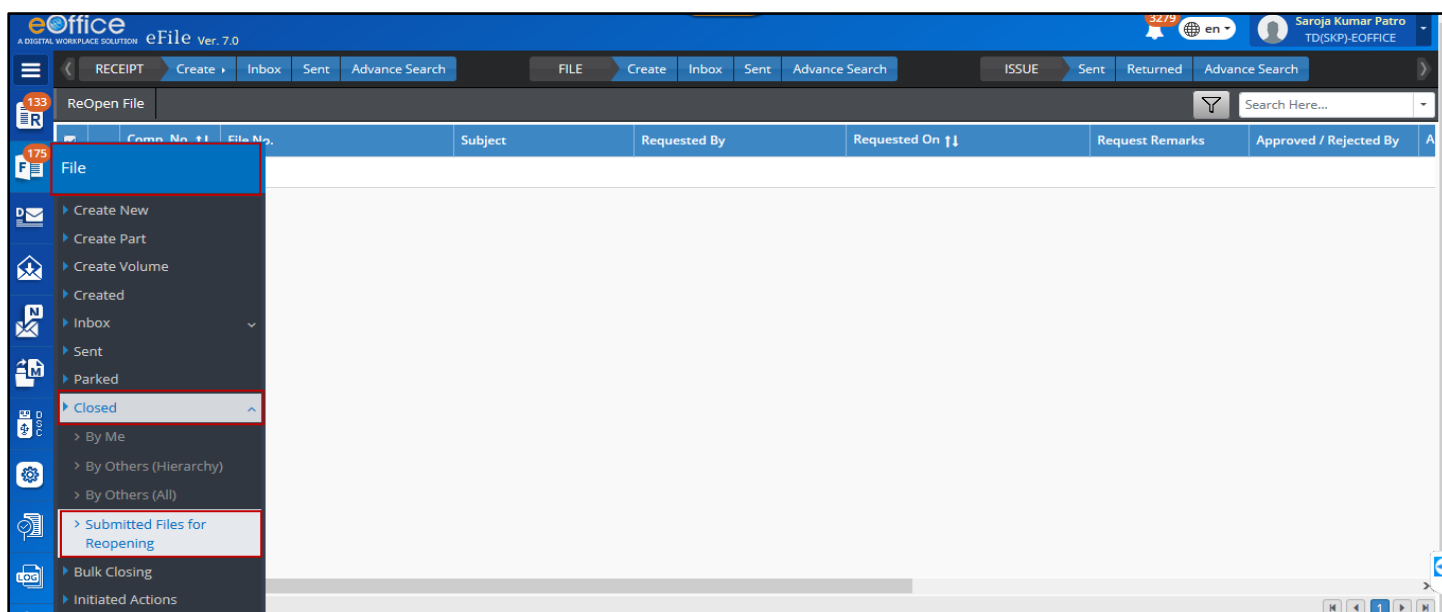 eOffice
A DIGITAL WORKPLACE SOLUTION eFile Ver. 7.0
3279
en
Saroja Kumar Patro
TD(SKP)-EOFFICE
RECEIPT Create Inbox Sent Advance Search FILE Create Inbox Sent Advance Search ISSUE Sent Returned Advance Search
133
R
ReOpen File
Search Here...
Comp. No. File No. Subject Requested By Requested On Request Remarks Approved / Rejected By A
175
F
File
Create New
D
Create Part
Create Volume
Created
N
Inbox
Sent
M
Parked
Closed
DSC
By Me
By Others (Hierarchy)
By Others (All)
Submitted Files for
Reopening
LOG
Bulk Closing
Initiated Actions
1